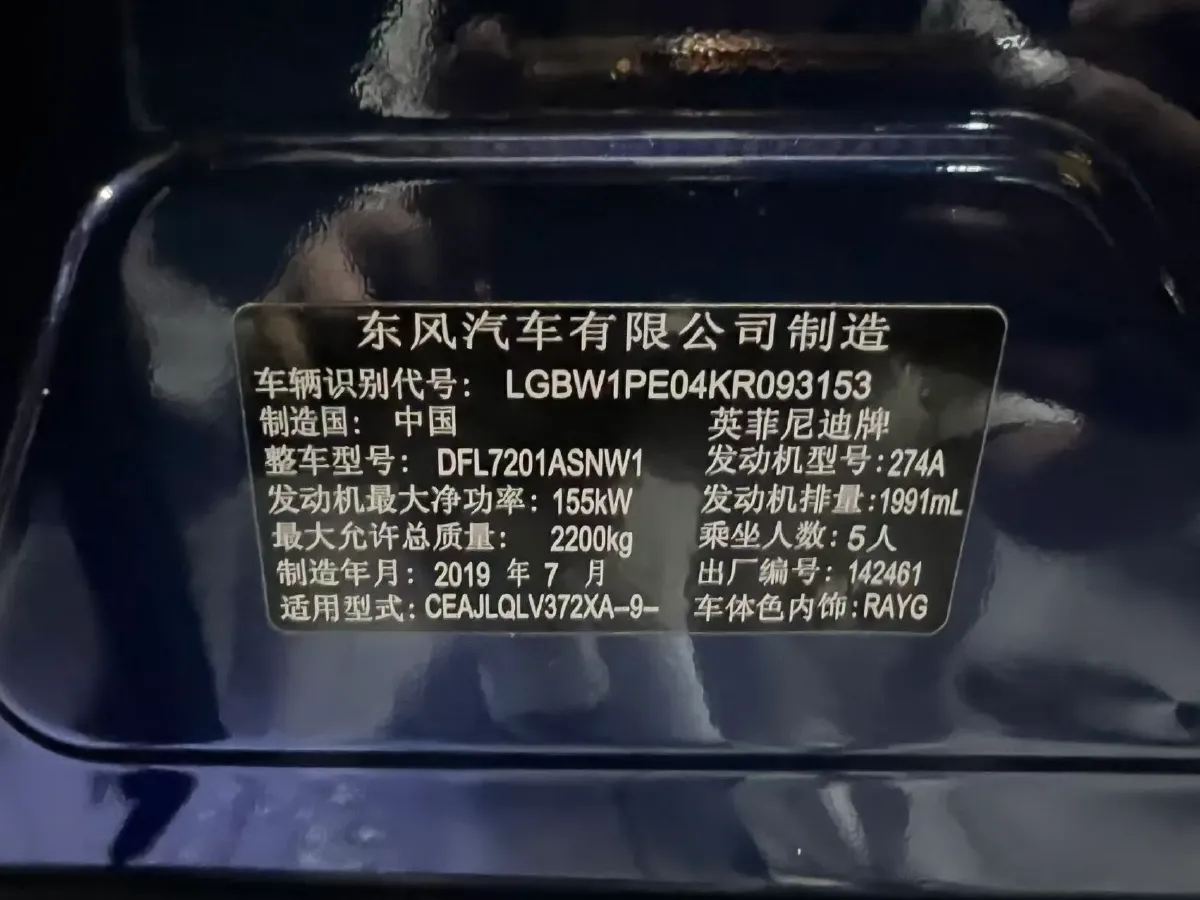 东风汽车有限公司制造
车辆识别代号: LGBW1PE04KR093153
制造国: 中国 英菲尼迪牌
整车型号: DFL7201ASNW1 发动机型号:274A
发动机最大净功率: 155kW 发动机排量:1991mL
最大允许总质量: 2200kg 乘坐人数: 5人
制造年月: 2019 年 7 月 出厂编号: 142461
适用型式: CEAJLQLV372XA-9- 车体色内饰:RAYG